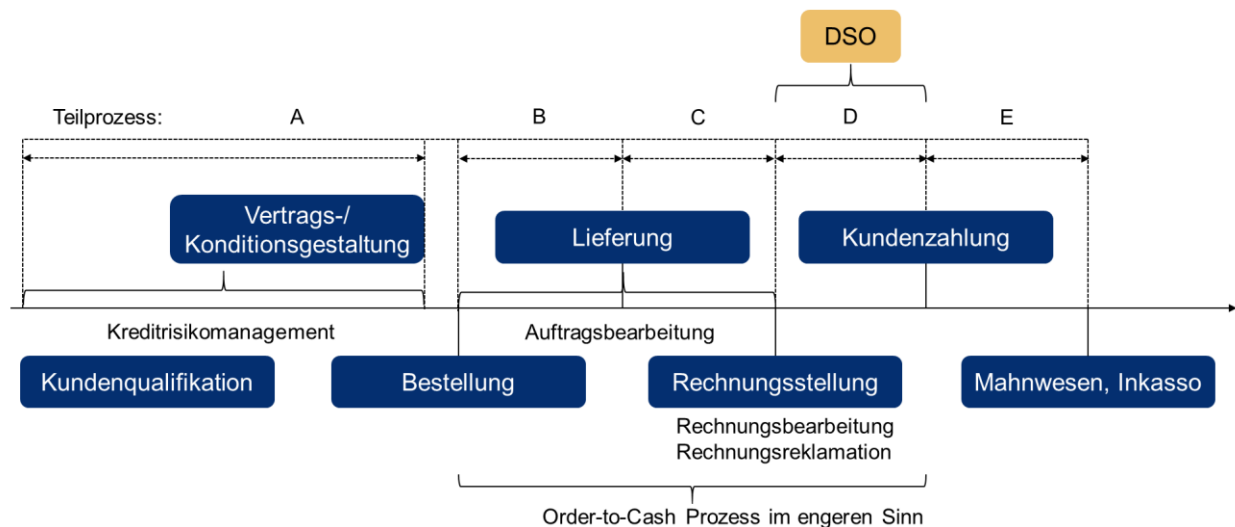 DSO
Teilprozess: A B C D E
Vertrags-/
Konditionsgestaltung
Lieferung
Kundenzahlung
Kreditrisikomanagement
Auftragsbearbeitung
Kundenqualifikation
Bestellung
Rechnungsstellung
Mahnwesen, Inkasso
Rechnungsbearbeitung
Rechnungsreklamation
Order-to-Cash Prozess im engeren Sinn